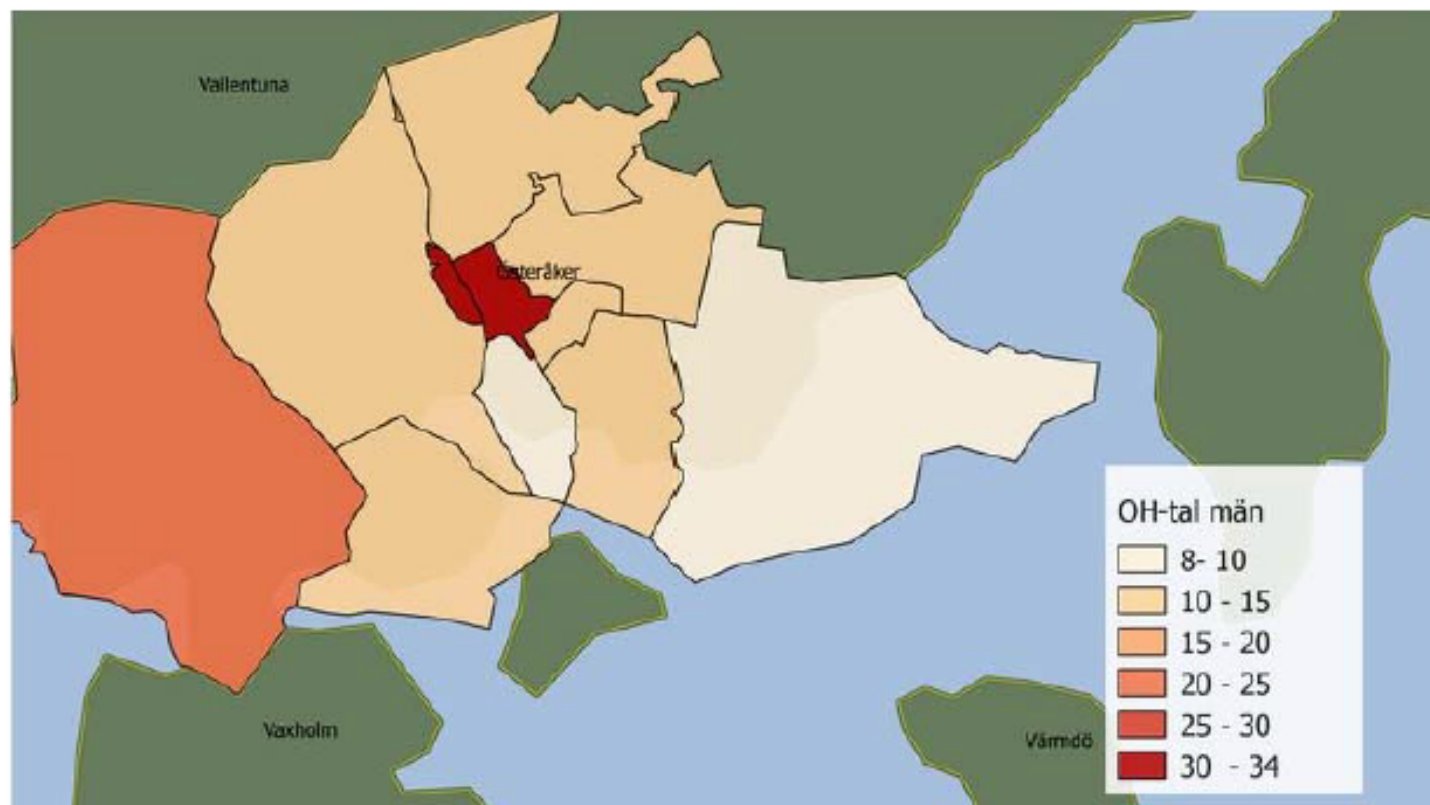 Vallentuna
Österåker
Vaxholm
Värmdö
OH-tal män
8- 10
10 - 15
15 - 20
20 - 25
25 - 30
30 - 34